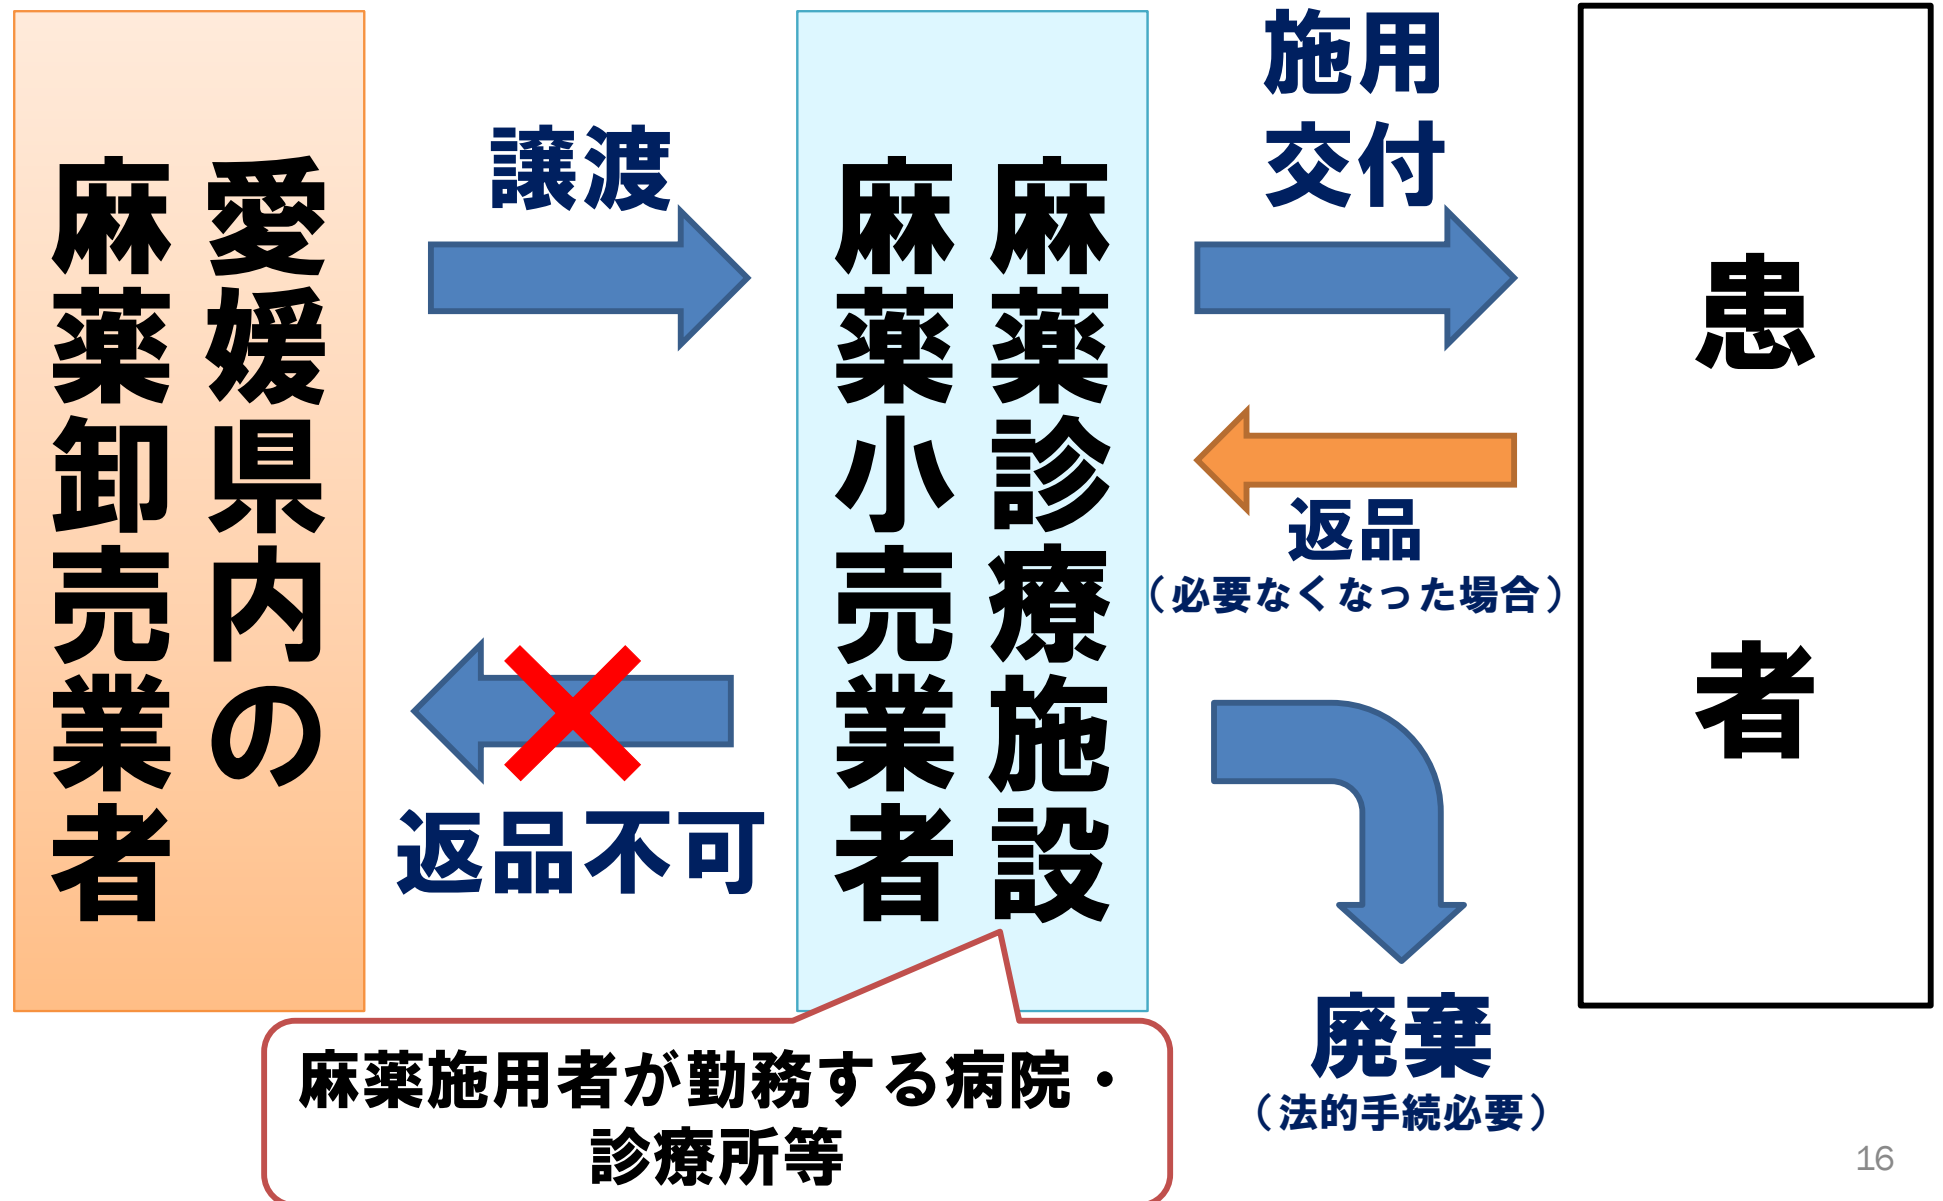 愛媛県内の
麻薬卸売業者
譲渡
返品不可
麻薬診療施設
麻薬小売業者
施用
交付
返品
（必要なくなった場合）
廃棄
（法的手続必要）
患者
麻薬施用者が勤務する病院・
診療所等
16